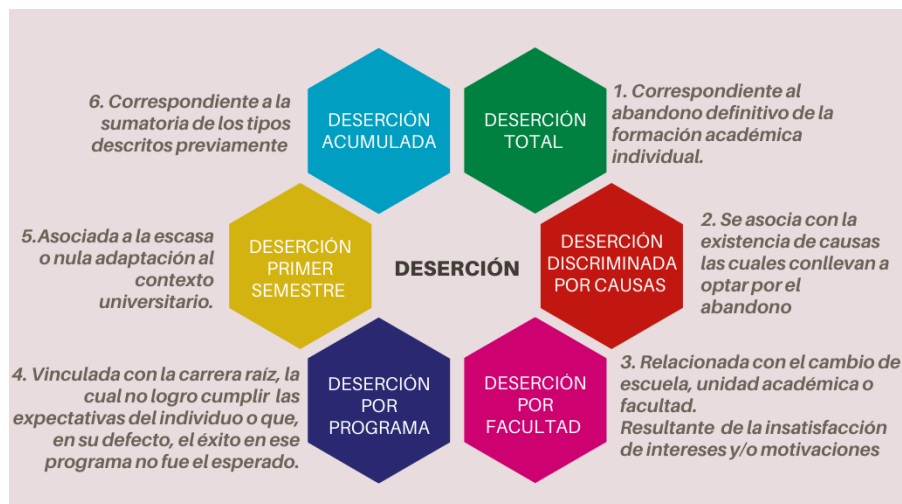 6. Correspondiente a la
sumatoria de los tipos
descritos previamente
DESERCIÓN
ACUMULADA
DESERCIÓN
TOTAL
1. Correspondiente al
abandono definitivo de la
formación académica
individual.
5.Asociada a la escasa
o nula adaptación al
contexto
universitario.
DESERCIÓN
PRIMER
SEMESTRE
DESERCIÓN
DESERCIÓN
DISCRIMINADA
POR CAUSAS
2. Se asocia con la
existencia de causas
las cuales conllevan a
optar por el
abandono
4. Vinculada con la carrera raíz, la
cual no logro cumplir las
expectativas del individuo o que,
en su defecto, el éxito en ese
programa no fue el esperado.
DESERCIÓN
POR
PROGRAMA
DESERCIÓN
POR
FACULTAD
3. Relacionada con el cambio de
escuela, unidad académica o
facultad.
Resultante de la insatisfacción
de intereses y/o motivaciones